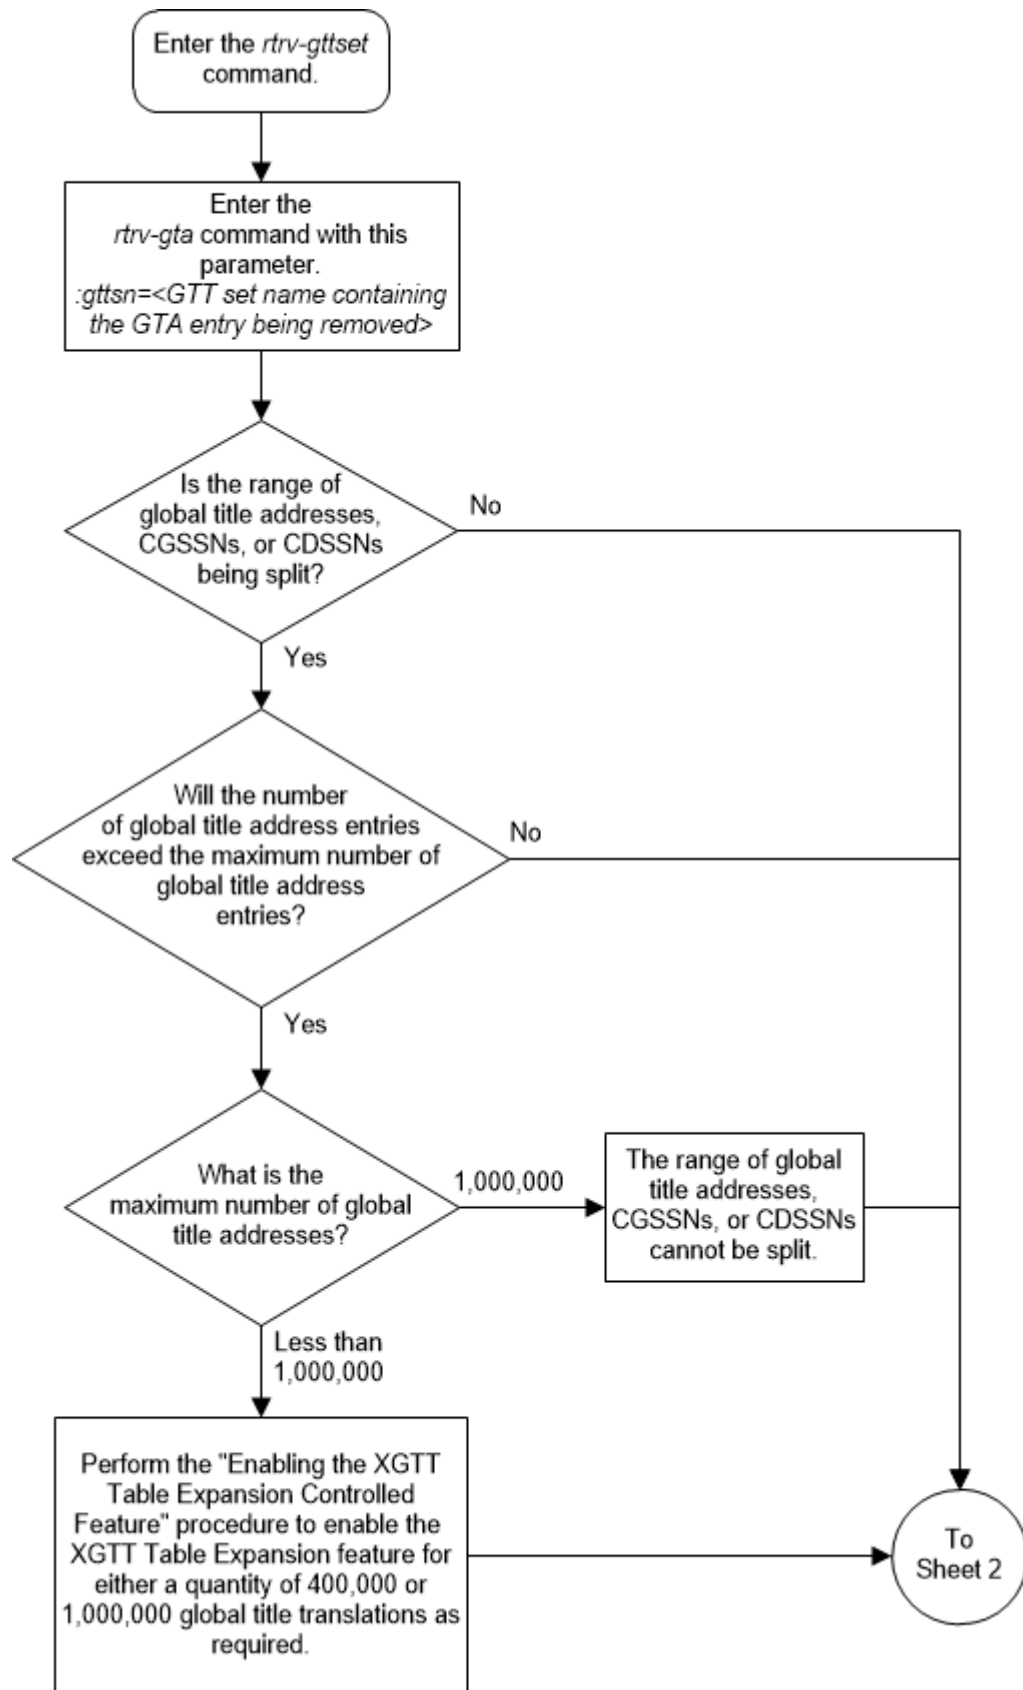 Enter the rtrv-gttset
command.
Enter the
rtrv-gta command with this
parameter.
:gttsn=<GTT set name containing
the GTA entry being removed>
Is the range of
global title addresses,
CGSSNs, or CDSSNs
being split?
No
Yes
Will the number
of global title address entries
exceed the maximum number of
global title address
entries?
No
Yes
What is the
maximum number of global
title addresses?
1,000,000
The range of global
title addresses,
CGSSNs, or CDSSNs
cannot be split.
Less than
1,000,000
Perform the "Enabling the XGTT
Table Expansion Controlled
Feature" procedure to enable the
XGTT Table Expansion feature for
either a quantity of 400,000 or
1,000,000 global title translations as
required.
To
Sheet 2